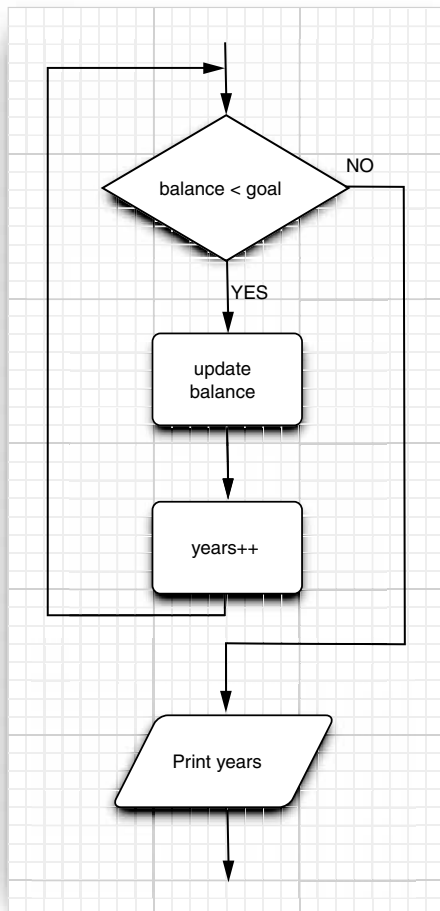 balance < goal
NO
YES
update
balance
years++
Print years